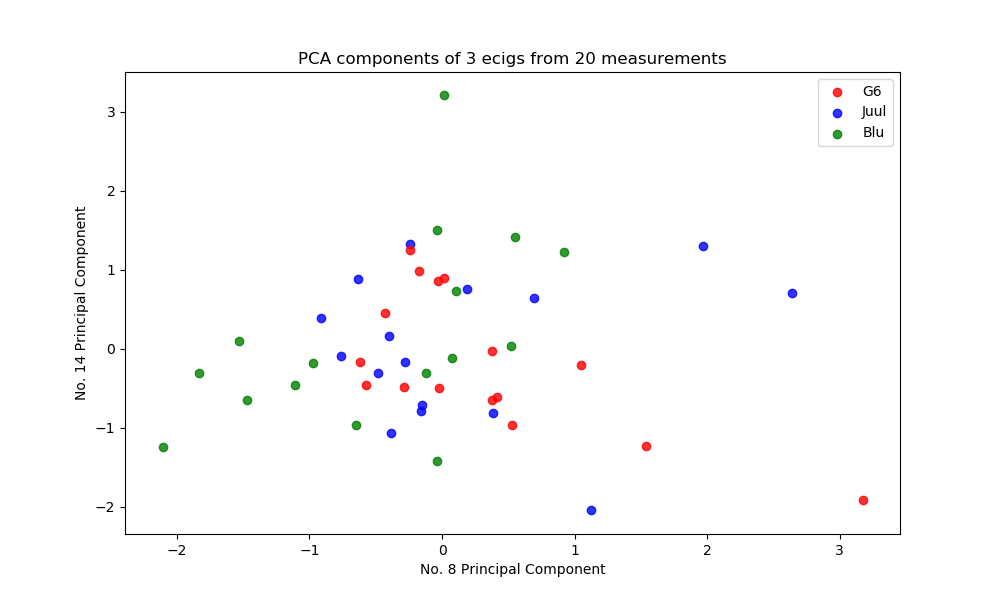 PCA components of 3 ecigs from 20 measurements
G6
Juul
Blu
3
2
1
0
−1
−2
No. 14 Principal Component
−2 −1 0 1 2 3
No. 8 Principal Component